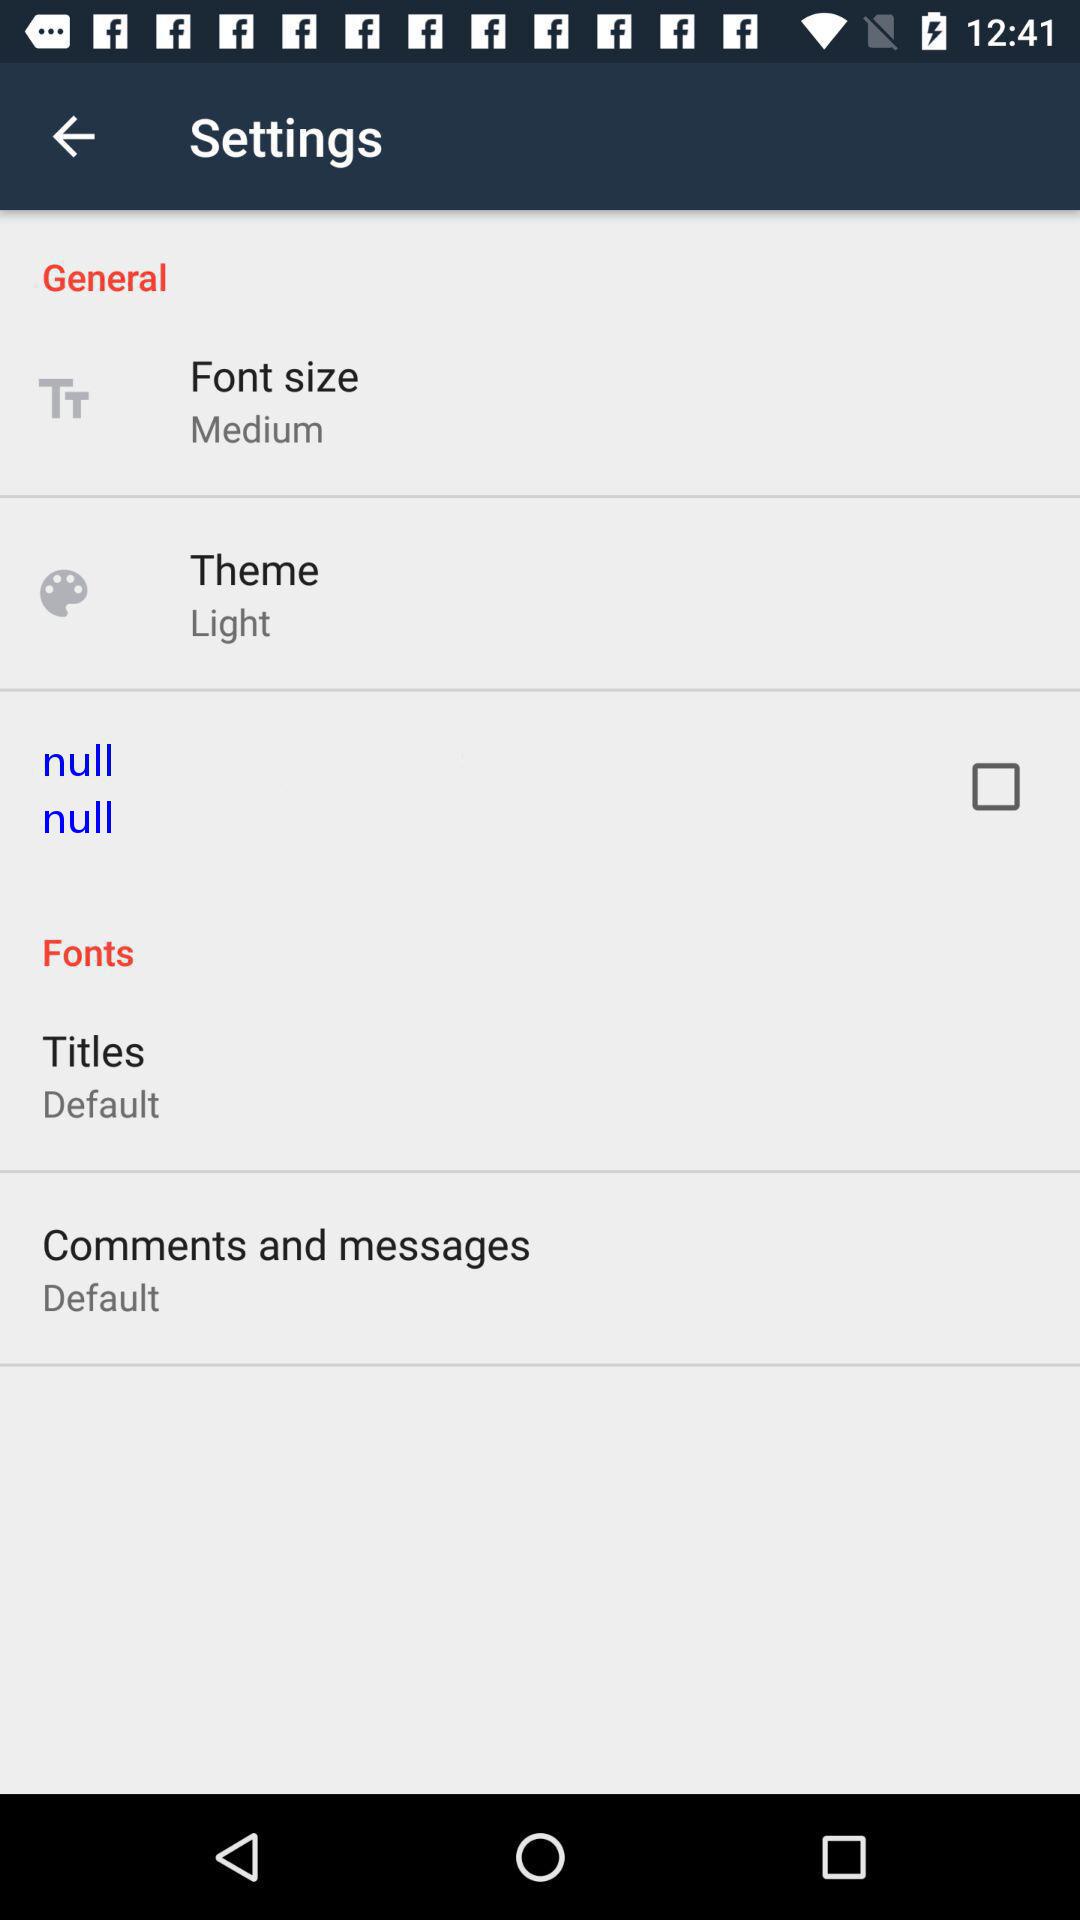 12:41
Settings
General
Font size
Medium
Theme
Light
null
null
Fonts
Titles
Default
Comments and messages
Default